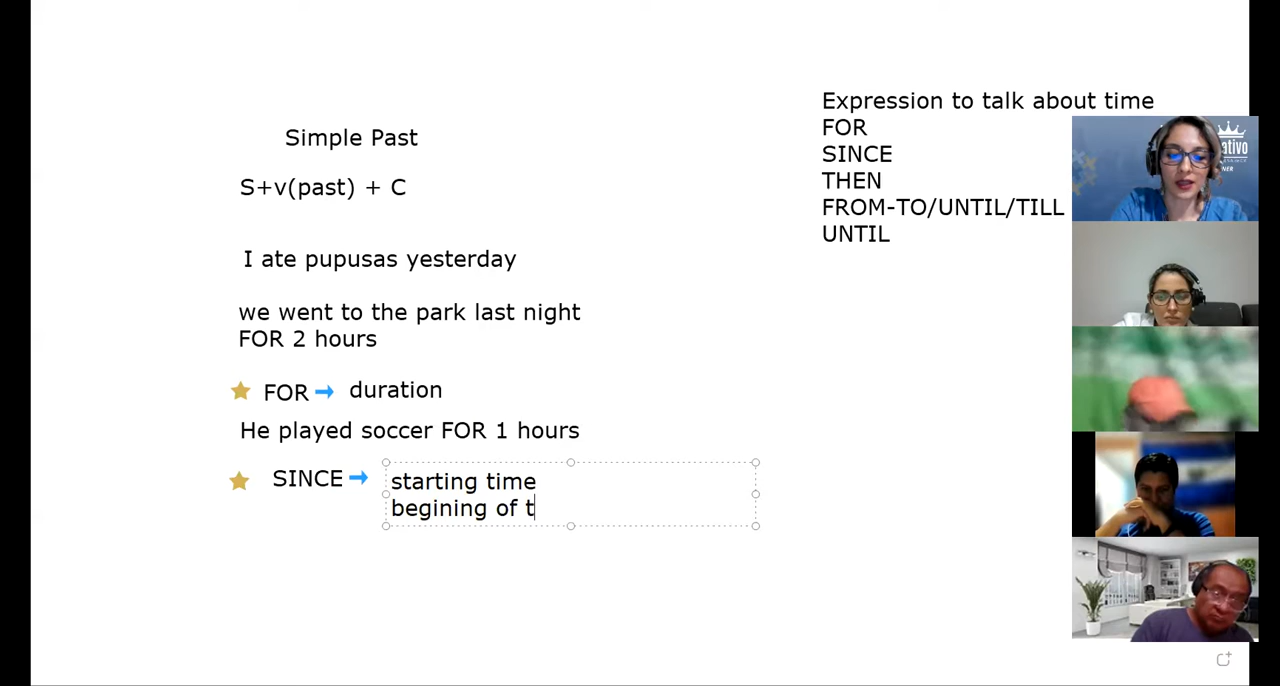 Simple Past
S+v(past) + C
I ate pupusas yesterday
we went to the park last night
FOR 2 hours
FOR
duration
He played soccer FOR 1 hours
SINCE
starting time
begining of t
Expression to talk about time
FOR
SINCE
THEN
FROM-TO/UNTIL/TILL
UNTIL
ativo